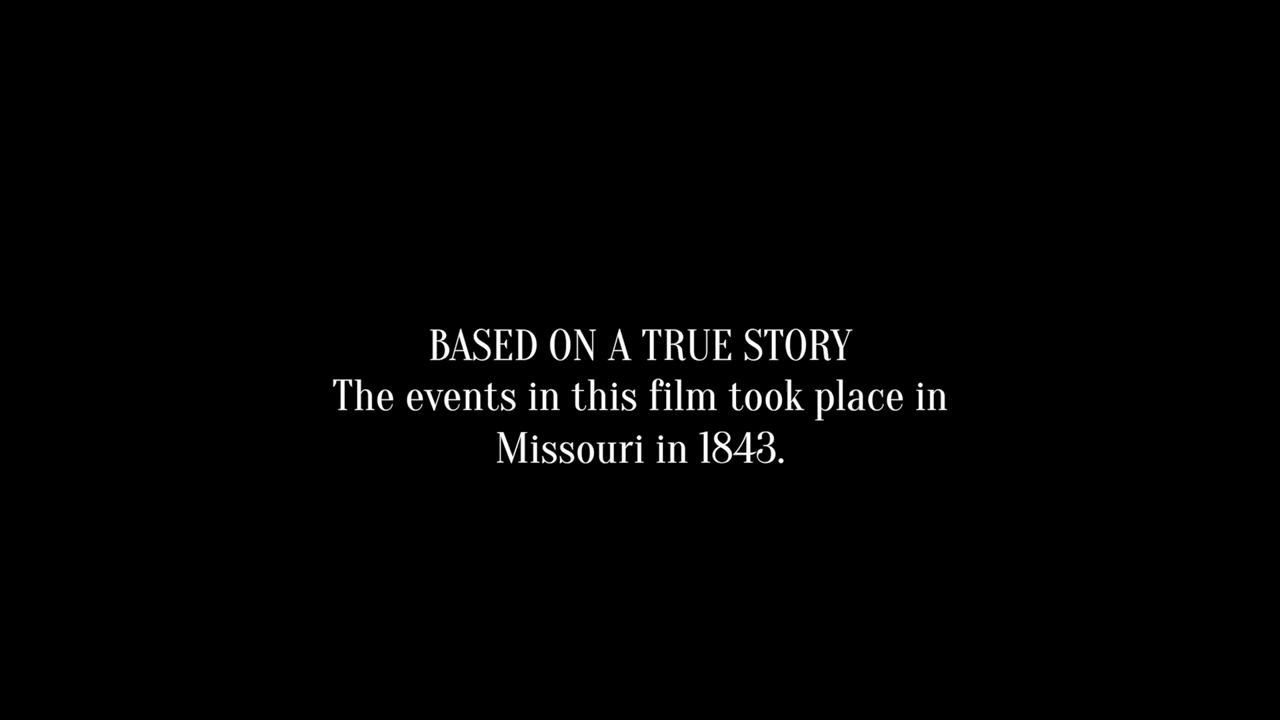 BASED ON A TRUE STORY
The events in this film took place in
Missouri in 1843.